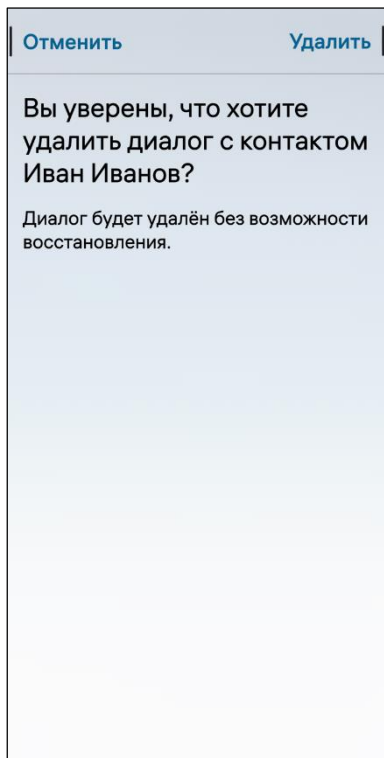 Отменить Удалить
Вы уверены, что хотите
удалить диалог с контактом
Иван Иванов?
Диалог будет удалён без возможности
восстановления.